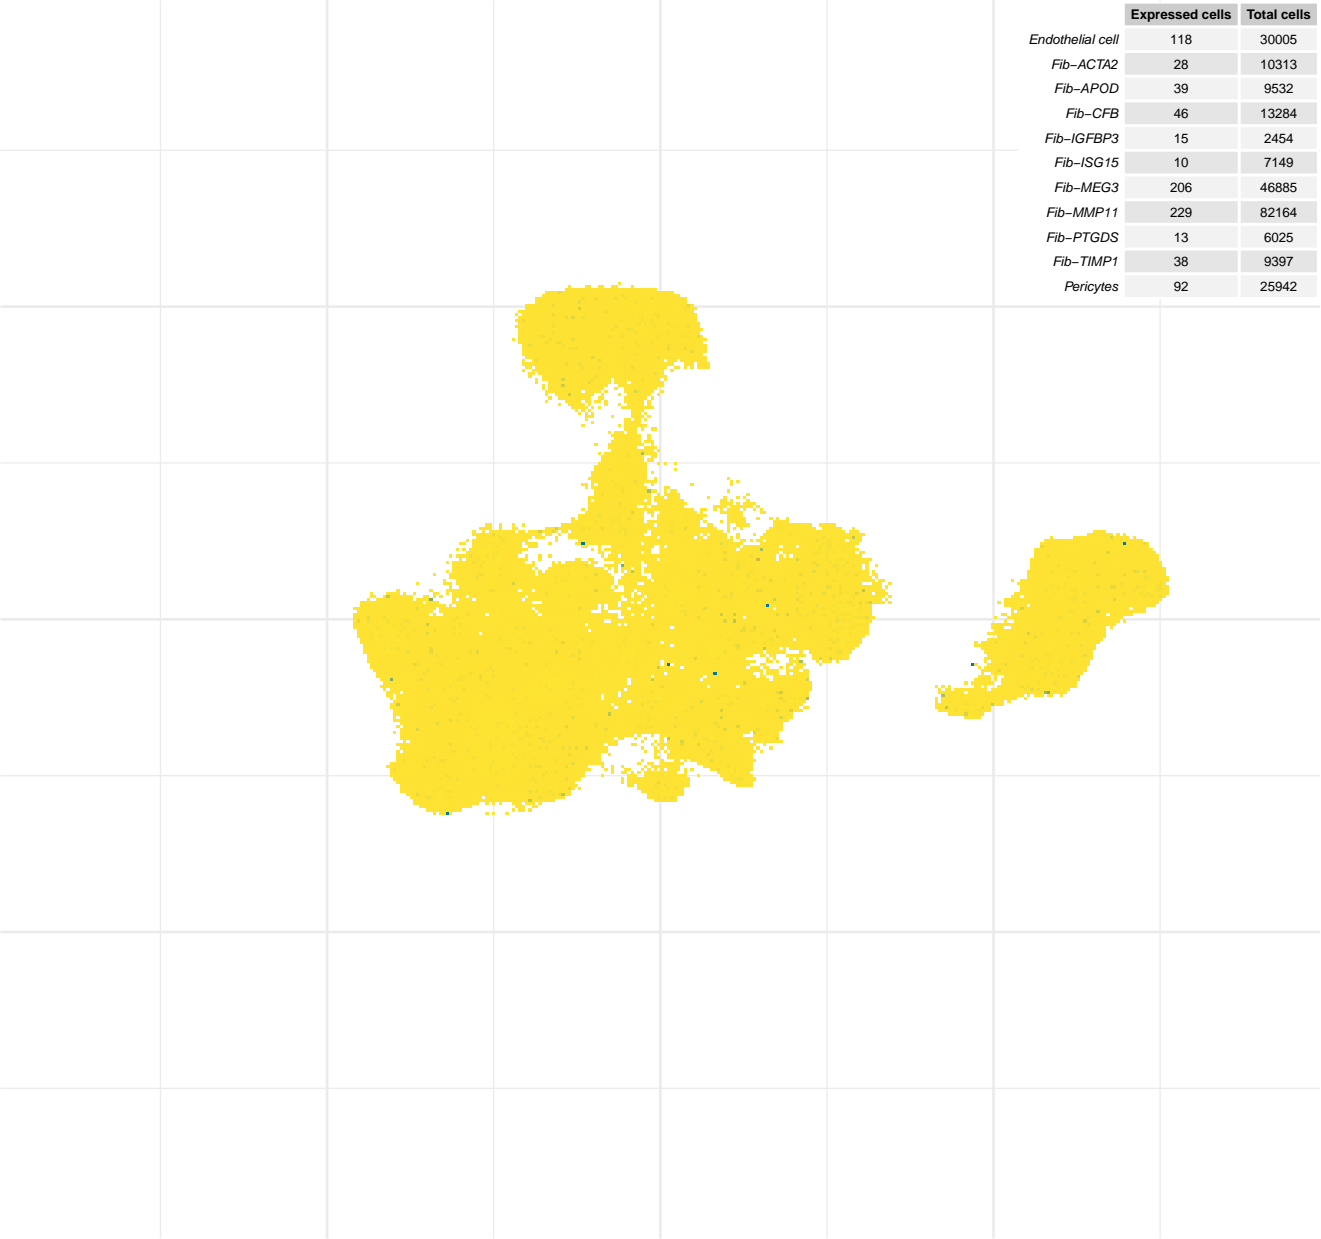 Expressed cells Total cells
Endothelial cell 118 30005
Fib−ACTA2 28 10313
Fib−APOD 39 9532
Fib−CFB 46 13284
Fib−IGFBP3 15 2454
Fib−ISG15 10 7149
Fib−MEG3 206 46885
Fib−MMP11 229 82164
Fib−PTGDS 13 6025
Fib−TIMP1 38 9397
Pericytes 92 25942